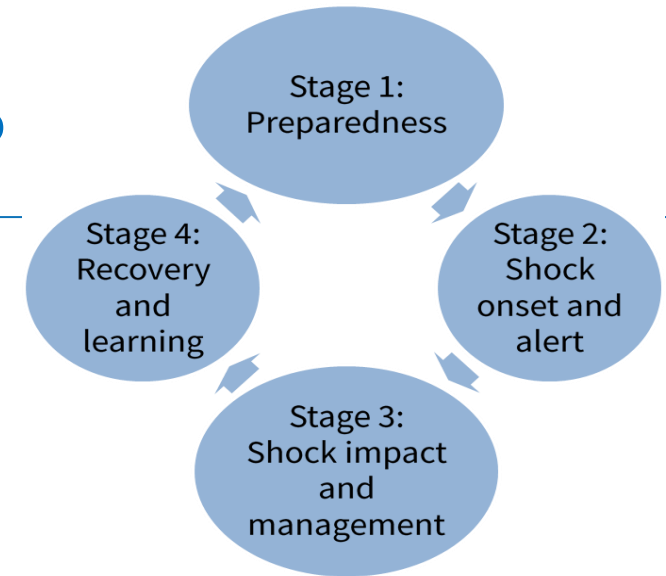 Stage 1:
Preparedness
Stage 2:
Shock
onset and
alert
Stage 3:
Shock impact
and
management
Stage 4:
Recovery
and
learning